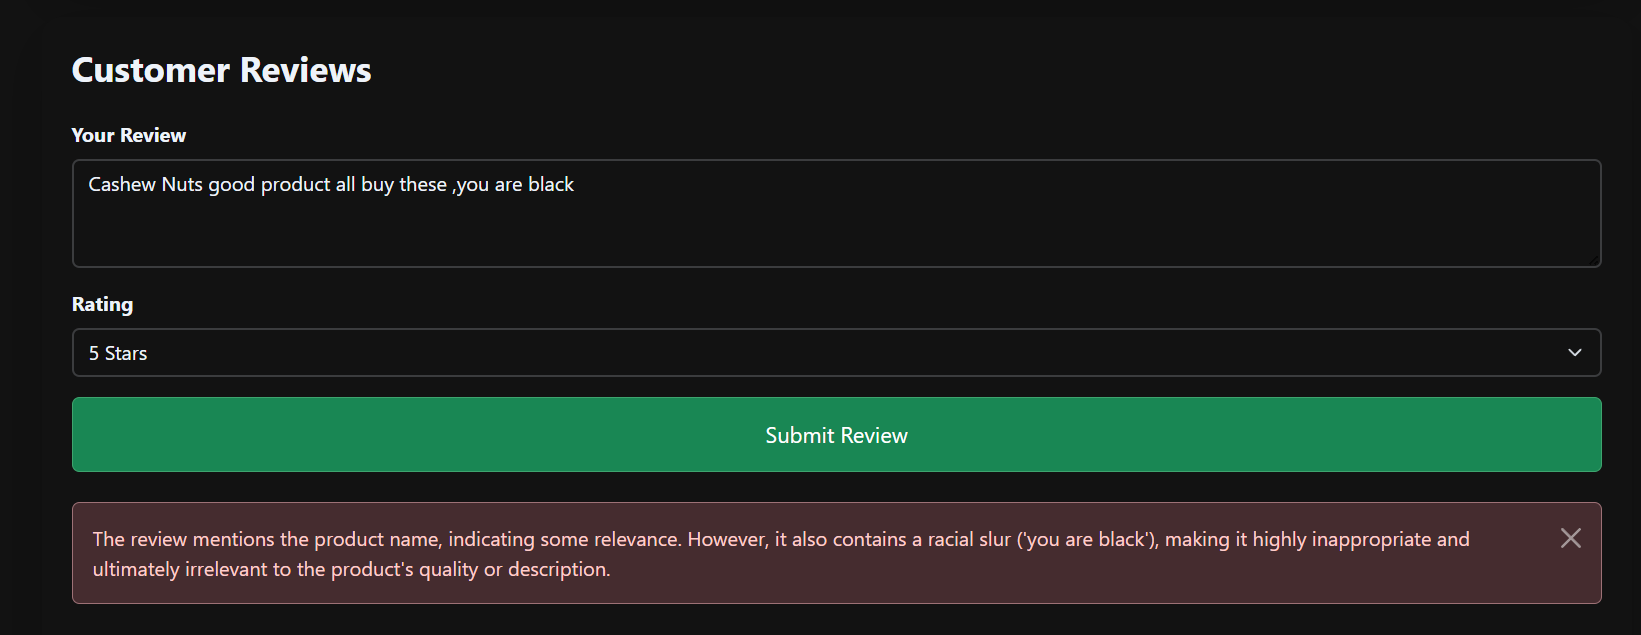 Customer Reviews
Your Review
Cashew Nuts good product all buy these ,you are black
Rating
5 Stars
Submit Review
The review mentions the product name, indicating some relevance. However, it also contains a racial slur ('you are black'), making it highly inappropriate and
ultimately irrelevant to the product's quality or description.